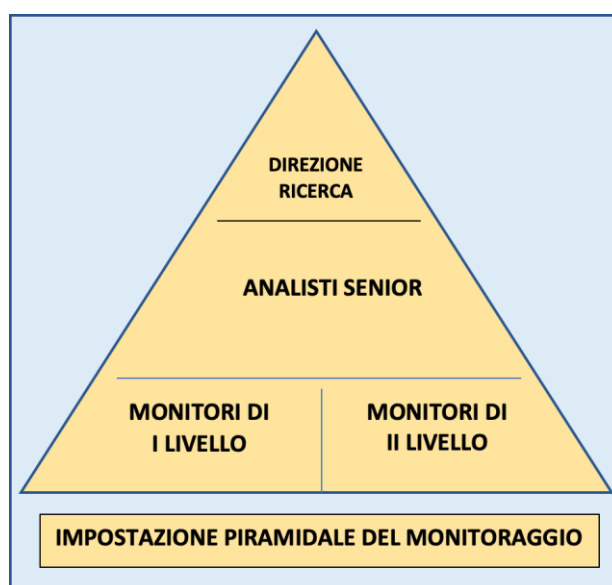 DIREZIONE
RICERCA
ANALISTI SENIOR
MONITORI DI
I LIVELLO
MONITORI DI
II LIVELLO
IMPOSTAZIONE PIRAMIDALE DEL MONITORAGGIO